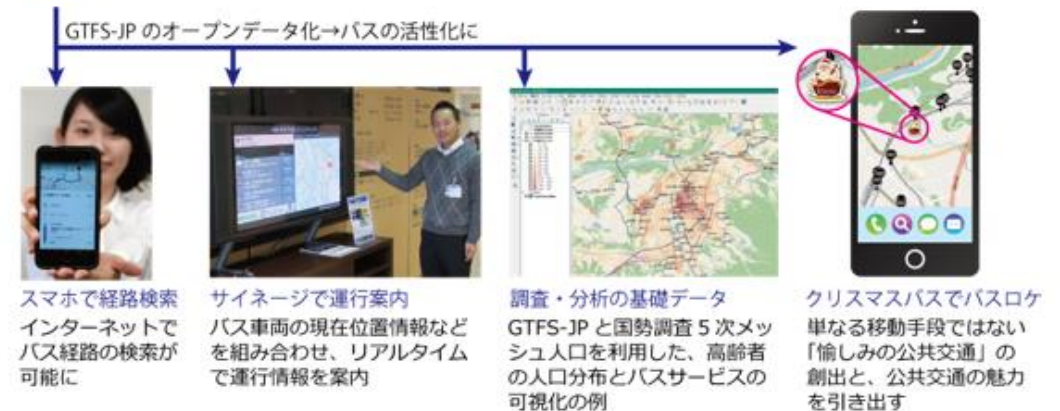 GTFS-JP のオープンデータ化→バスの活性化に
スマホで経路検索
インターネットで
バス経路の検索が
可能に
サイネージで運行案内
バス車両の現在位置情報など
を組み合わせ、リアルタイム
で運行情報を案内
調査・分析の基礎データ
GTFS-JP と国勢調査 5 次メッ
シュ人口を利用した、高齢者
の人口分布とバスサービスの
可視化の例
クリスマスバスでバスロケ
単なる移動手段ではない
「愉しみの公共交通」の
創出と、公共交通の魅力
を引き出す